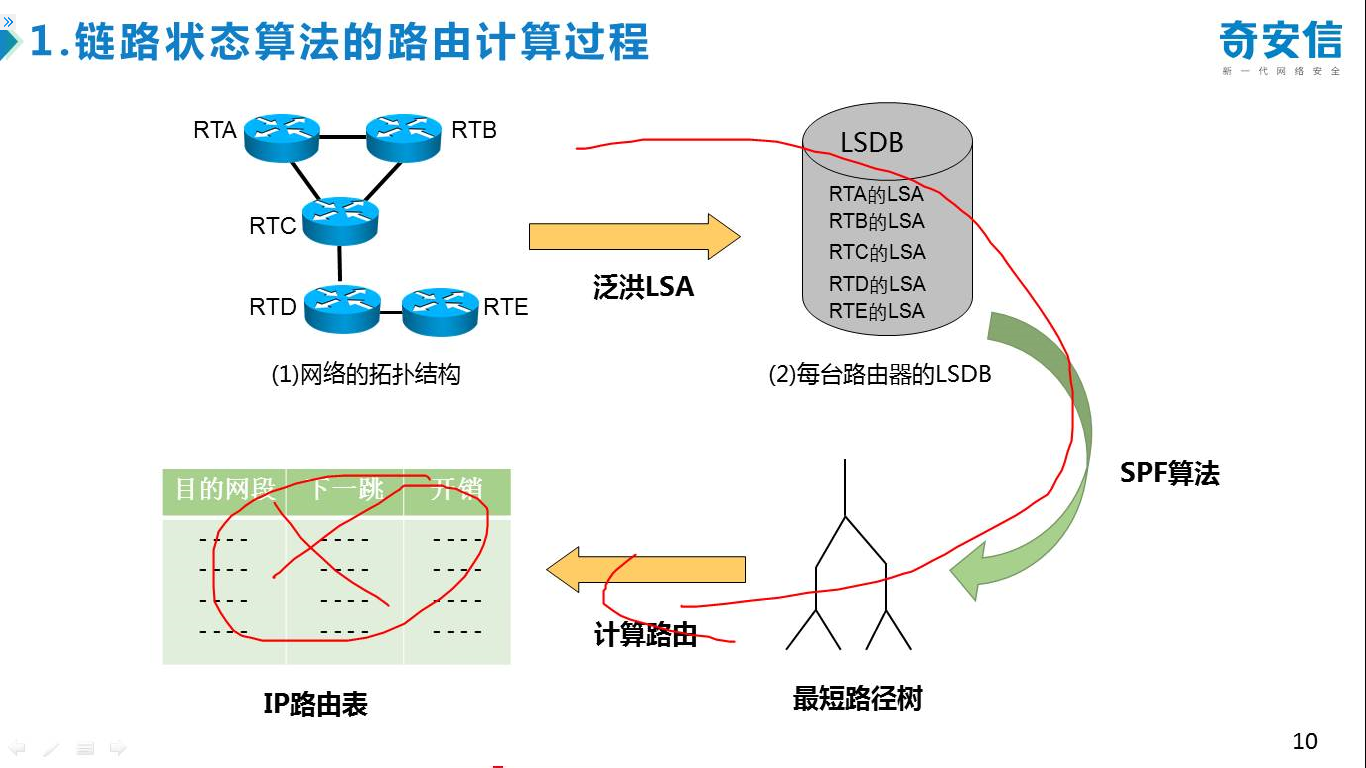 1.链路状态算法的路由计算过程
奇安信
新一代网络安全
RTA
RTB
RTC
RTD
RTE
(1)网络的拓扑结构
泛洪LSA
LSDB
RTA的LSA
RTB的LSA
RTC的LSA
RTD的LSA
RTE的LSA
(2)每台路由器的LSDB
SPF算法
最短路径树
计算路由
目的网段 下一跳 开销
---- ---- ----
---- ---- ----
---- ---- ----
---- ---- ----
IP路由表
10